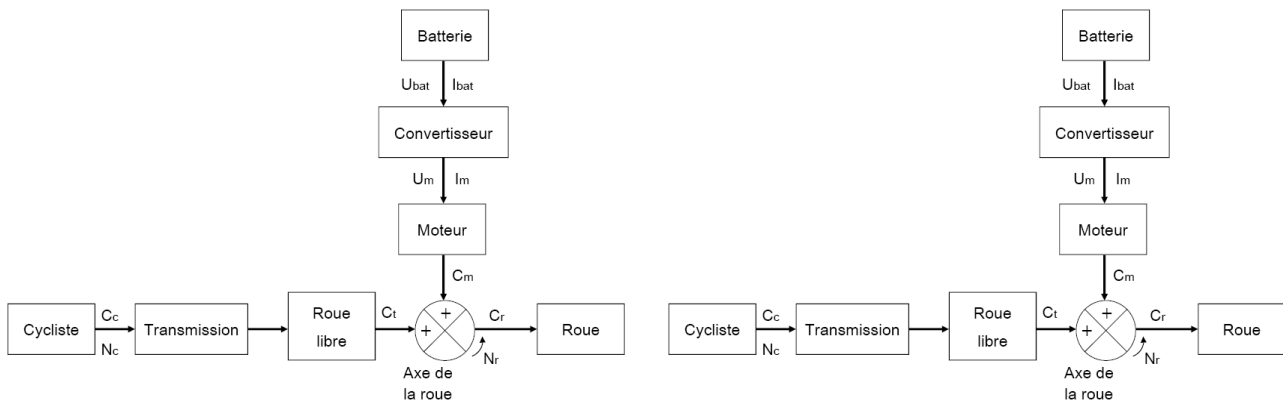 Batterie
Ubat Ibat
Convertisseur
Um Im
Moteur
Cm
Cycliste
Cc
Nc
Transmission
Roue
libre
Ct
+
+
Cr
Nr
Roue
Axe de
la roue
Batterie
Ubat Ibat
Convertisseur
Um Im
Moteur
Cm
Cycliste
Cc
Nc
Transmission
Roue
libre
Ct
+
+
Cr
Nr
Roue
Axe de
la roue